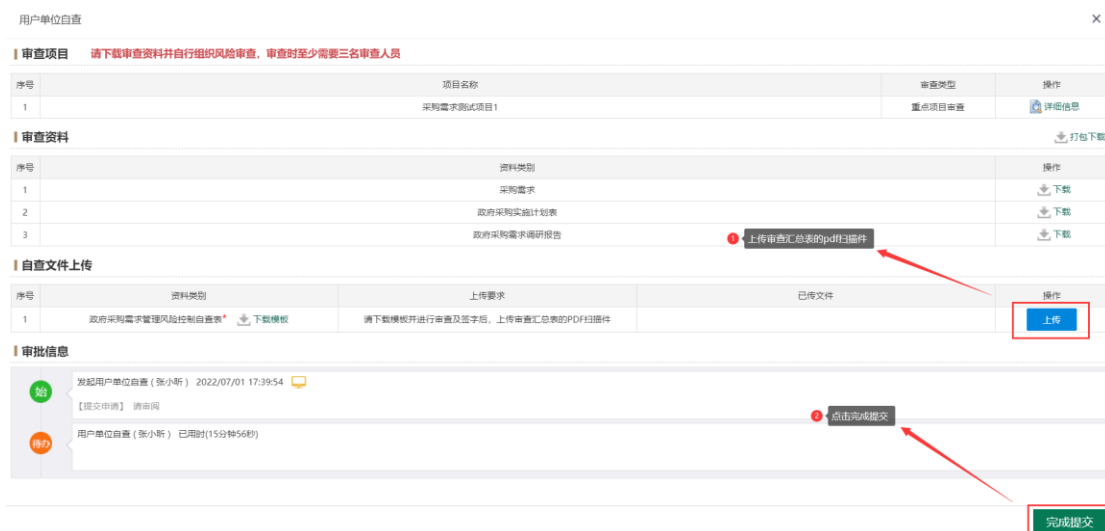 用户单位自查
审查项目 请下载审查资料并自行组织风险审查，审查时至少需要三名审查人员
序号 项目名称 审查类型 操作
1 采购需求测试项目1 重点项目审查 详细信息
审查资料 打包下载
序号 资料类别 操作
1 采购需求 下载
2 政府采购实施计划表 下载
3 政府采购需求调研报告 下载
1 上传审查汇总表的pdf扫描件
自查文件上传
序号 资料类别 上传要求 已传文件 操作
1 政府采购需求管理风险控制自查表* 下载模板 请下载模板并进行审查及签字后，上传审查汇总表的PDF扫描件 上传
审批信息
始 发起用户单位自查 ( 张小昕 ) 2022/07/01 17:39:54
【提交申请】 请审阅
2 点击完成提交
待办 用户单位自查 ( 张小昕 ) 已用时(15分钟56秒)
完成提交